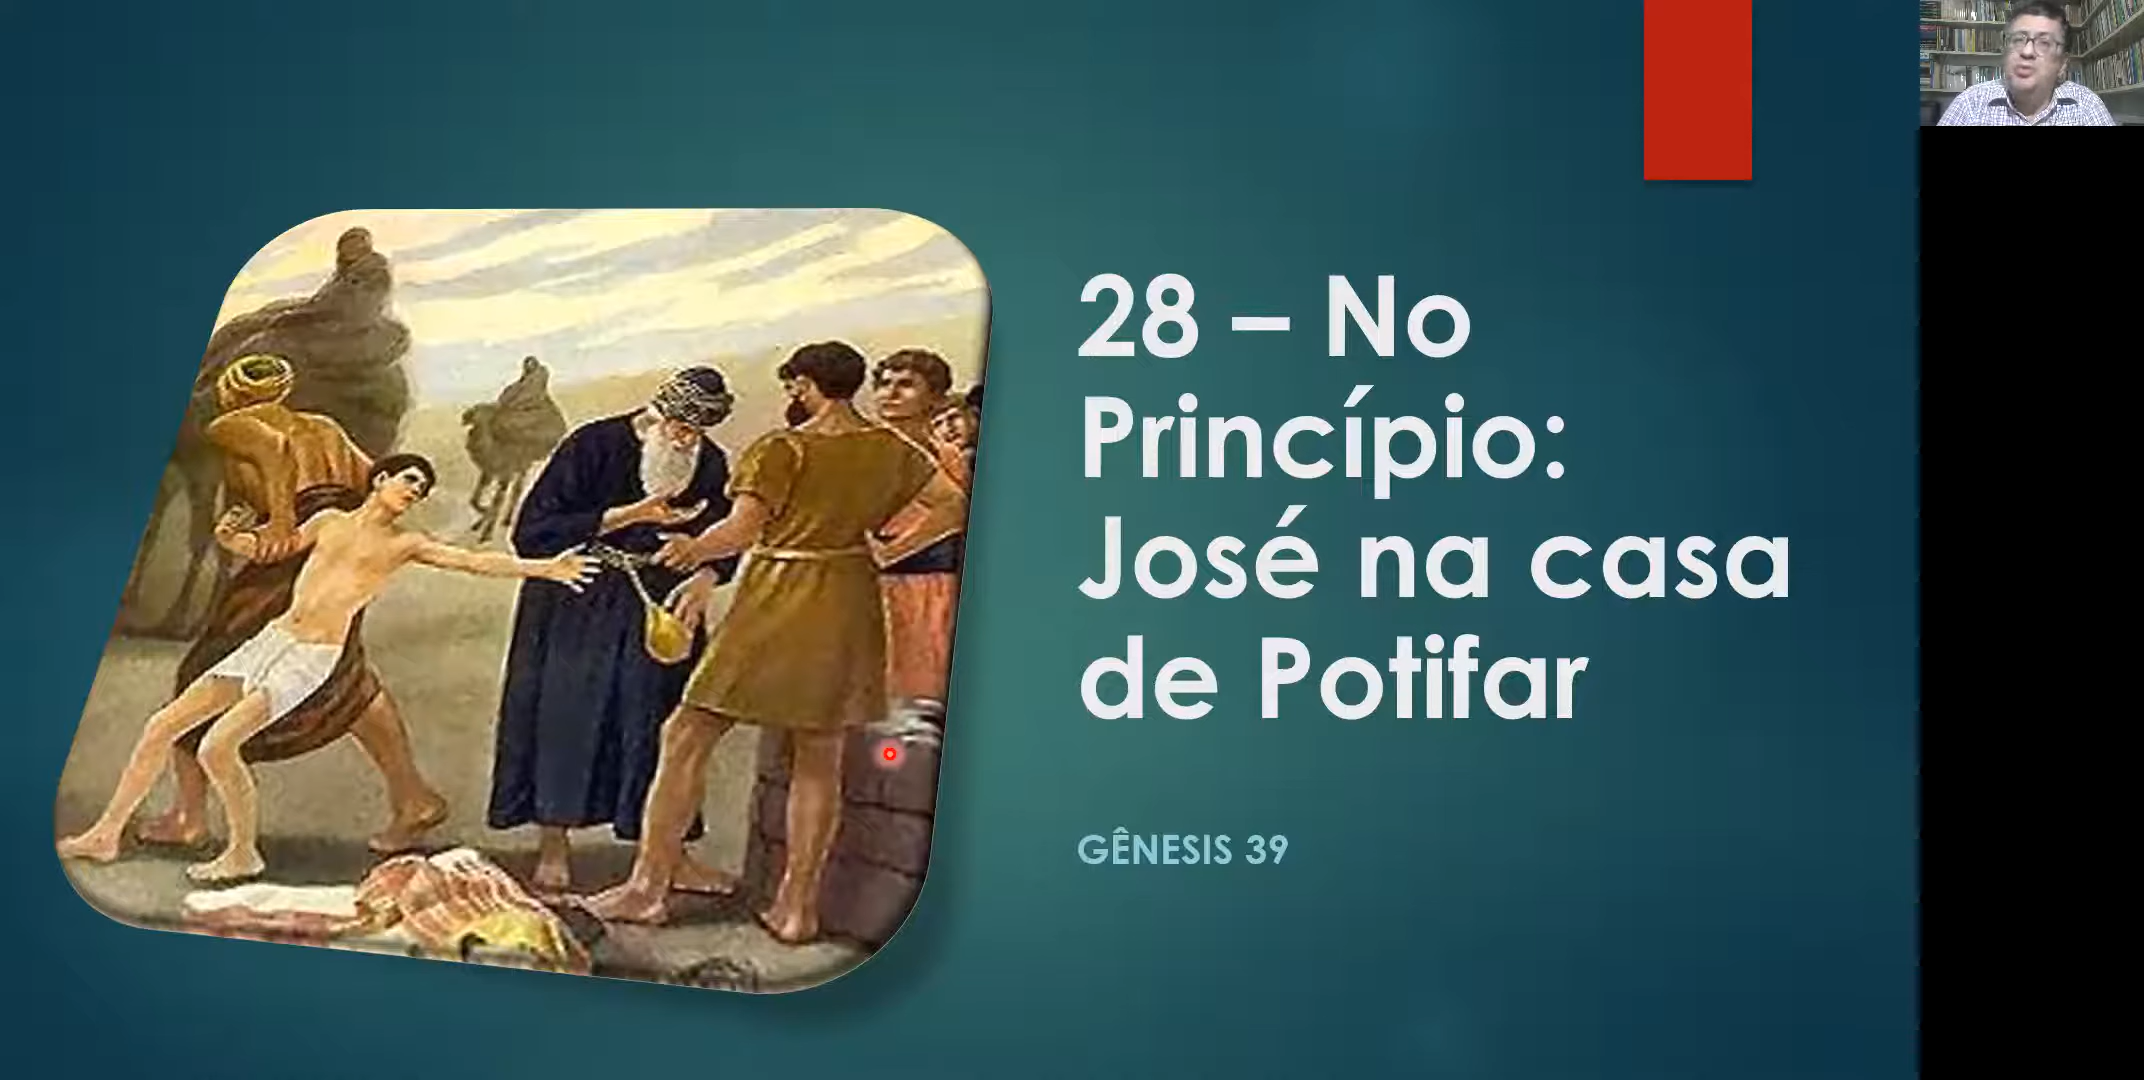 28 – No
Princípio:
José na casa
de Potifar
GÊNESIS 39